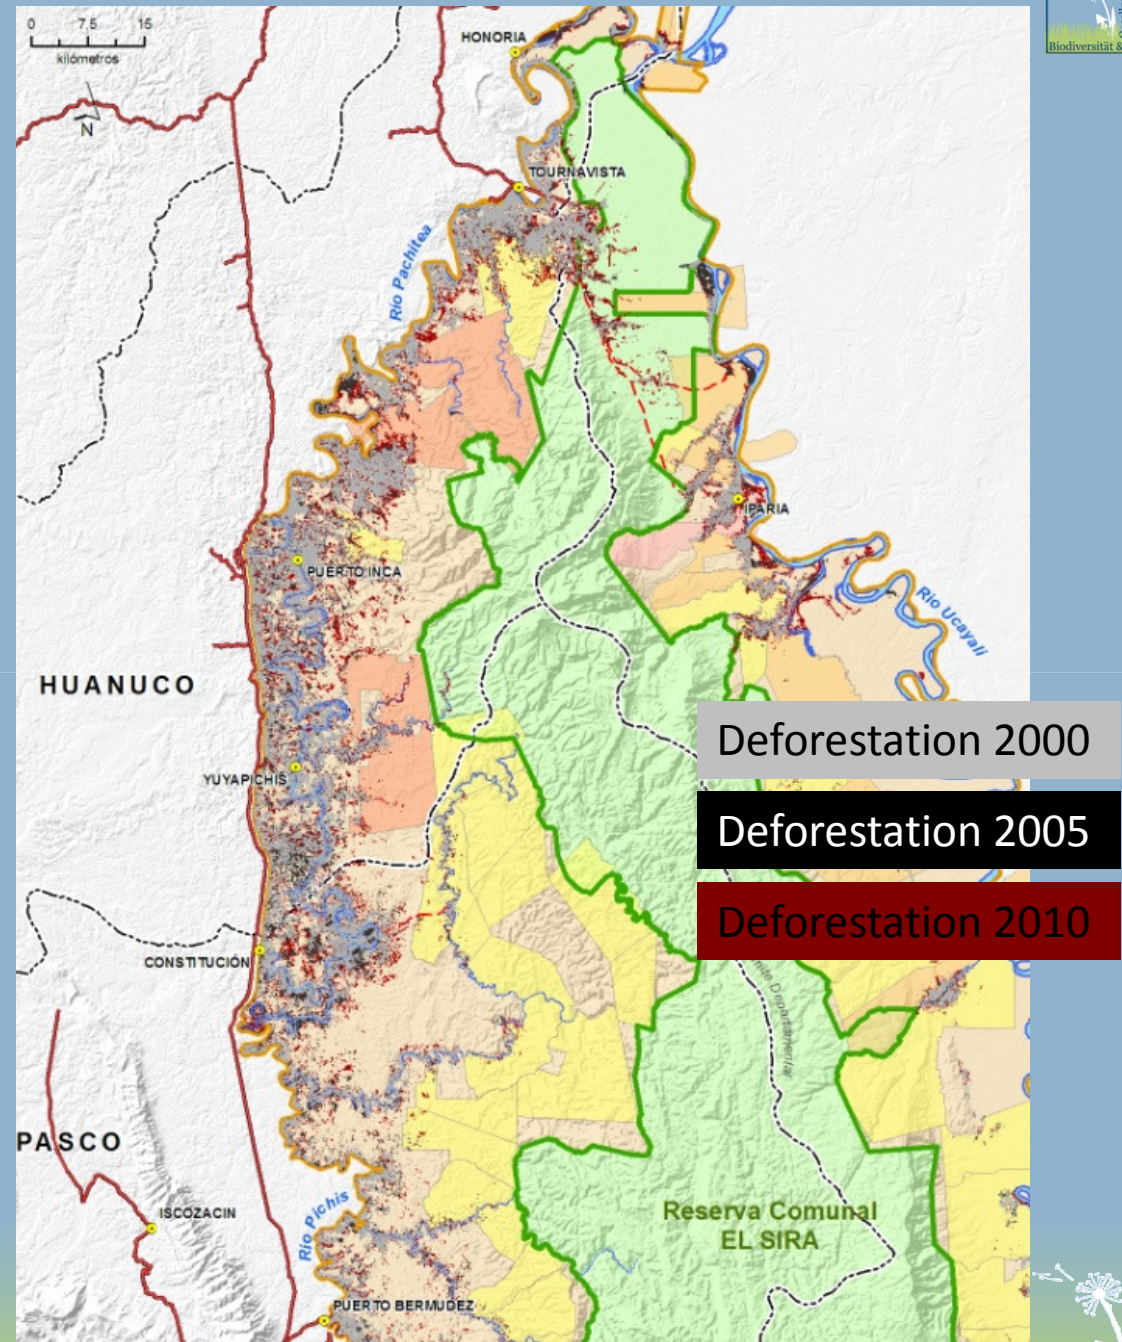 0 7,5 15
kilómetros
N
HONORIA
Biodiversität &
TOURNAVISTA
Río Pachitea
IPARIA
PUERTO INCA
Río Ucayali
HUANUCO
Deforestation 2000
YUYAPICHIS
Deforestation 2005
Deforestation 2010
CONSTITUCIÓN
Departamental
PASCO
Río Pichis
ISCOZACIN
Reserva Comunal
EL SIRA
PUERTO BERMUDEZ